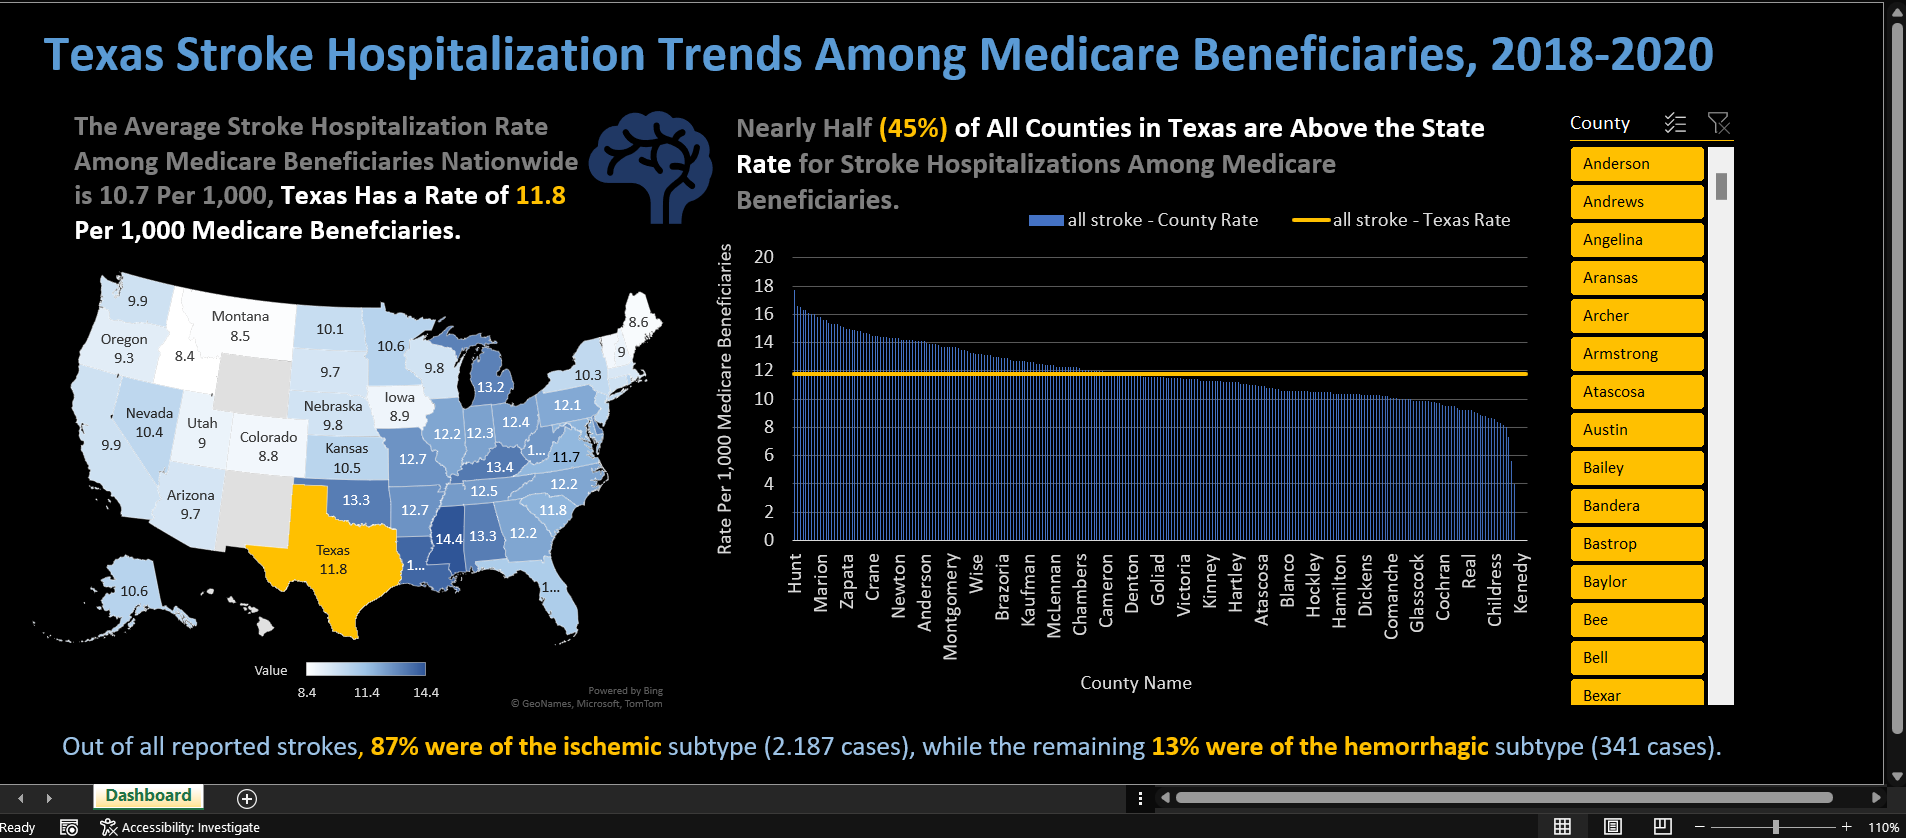 Texas Stroke Hospitalization Trends Among Medicare Beneficiaries, 2018-2020
The Average Stroke Hospitalization Rate
Among Medicare Beneficiaries Nationwide
is 10.7 Per 1,000, Texas Has a Rate of 11.8
Per 1,000 Medicare Benefciaries.
Nearly Half (45%) of All Counties in Texas are Above the State
Rate for Stroke Hospitalizations Among Medicare
Beneficiaries.
County
Anderson
Andrews
Angelina
Aransas
Archer
Armstrong
Atascosa
Austin
Bailey
Bandera
Bastrop
Baylor
Bee
Bell
Bexar
9.9
Montana
8.5
10.1
10.6
8.6
Oregon
9.3
8.4
9.7
9.8
13.2
10.3
9
Nevada
10.4
Utah
9
Colorado
8.8
Nebraska
9.8
Iowa
8.9
12.2
12.3
12.4
12.1
9.9
Kansas
10.5
12.7
13.4
1...
11.7
Arizona
9.7
13.3
12.7
12.5
12.2
11.8
Texas
11.8
1...
14.4
13.3
12.2
1...
10.6
Value
8.4
11.4
14.4
Powered by Bing
© GeoNames, Microsoft, TomTom
all stroke - County Rate
all stroke - Texas Rate
Rate Per 1,000 Medicare Beneficiaries
20
18
16
14
12
10
8
6
4
2
0
Hunt
Marion
Zapata
Crane
Newton
Anderson
Montgomery
Wise
Brazoria
Kaufman
McLennan
Chambers
Cameron
Denton
Goliad
Victoria
Kinney
Hartley
Atascosa
Blanco
Hockley
Hamilton
Dickens
Comanche
Glasscock
Cochran
Real
Childress
Kenedy
County Name
Out of all reported strokes, 87% were of the ischemic subtype (2.187 cases), while the remaining 13% were of the hemorrhagic subtype (341 cases).
Dashboard
Ready
Accessibility: Investigate
110%